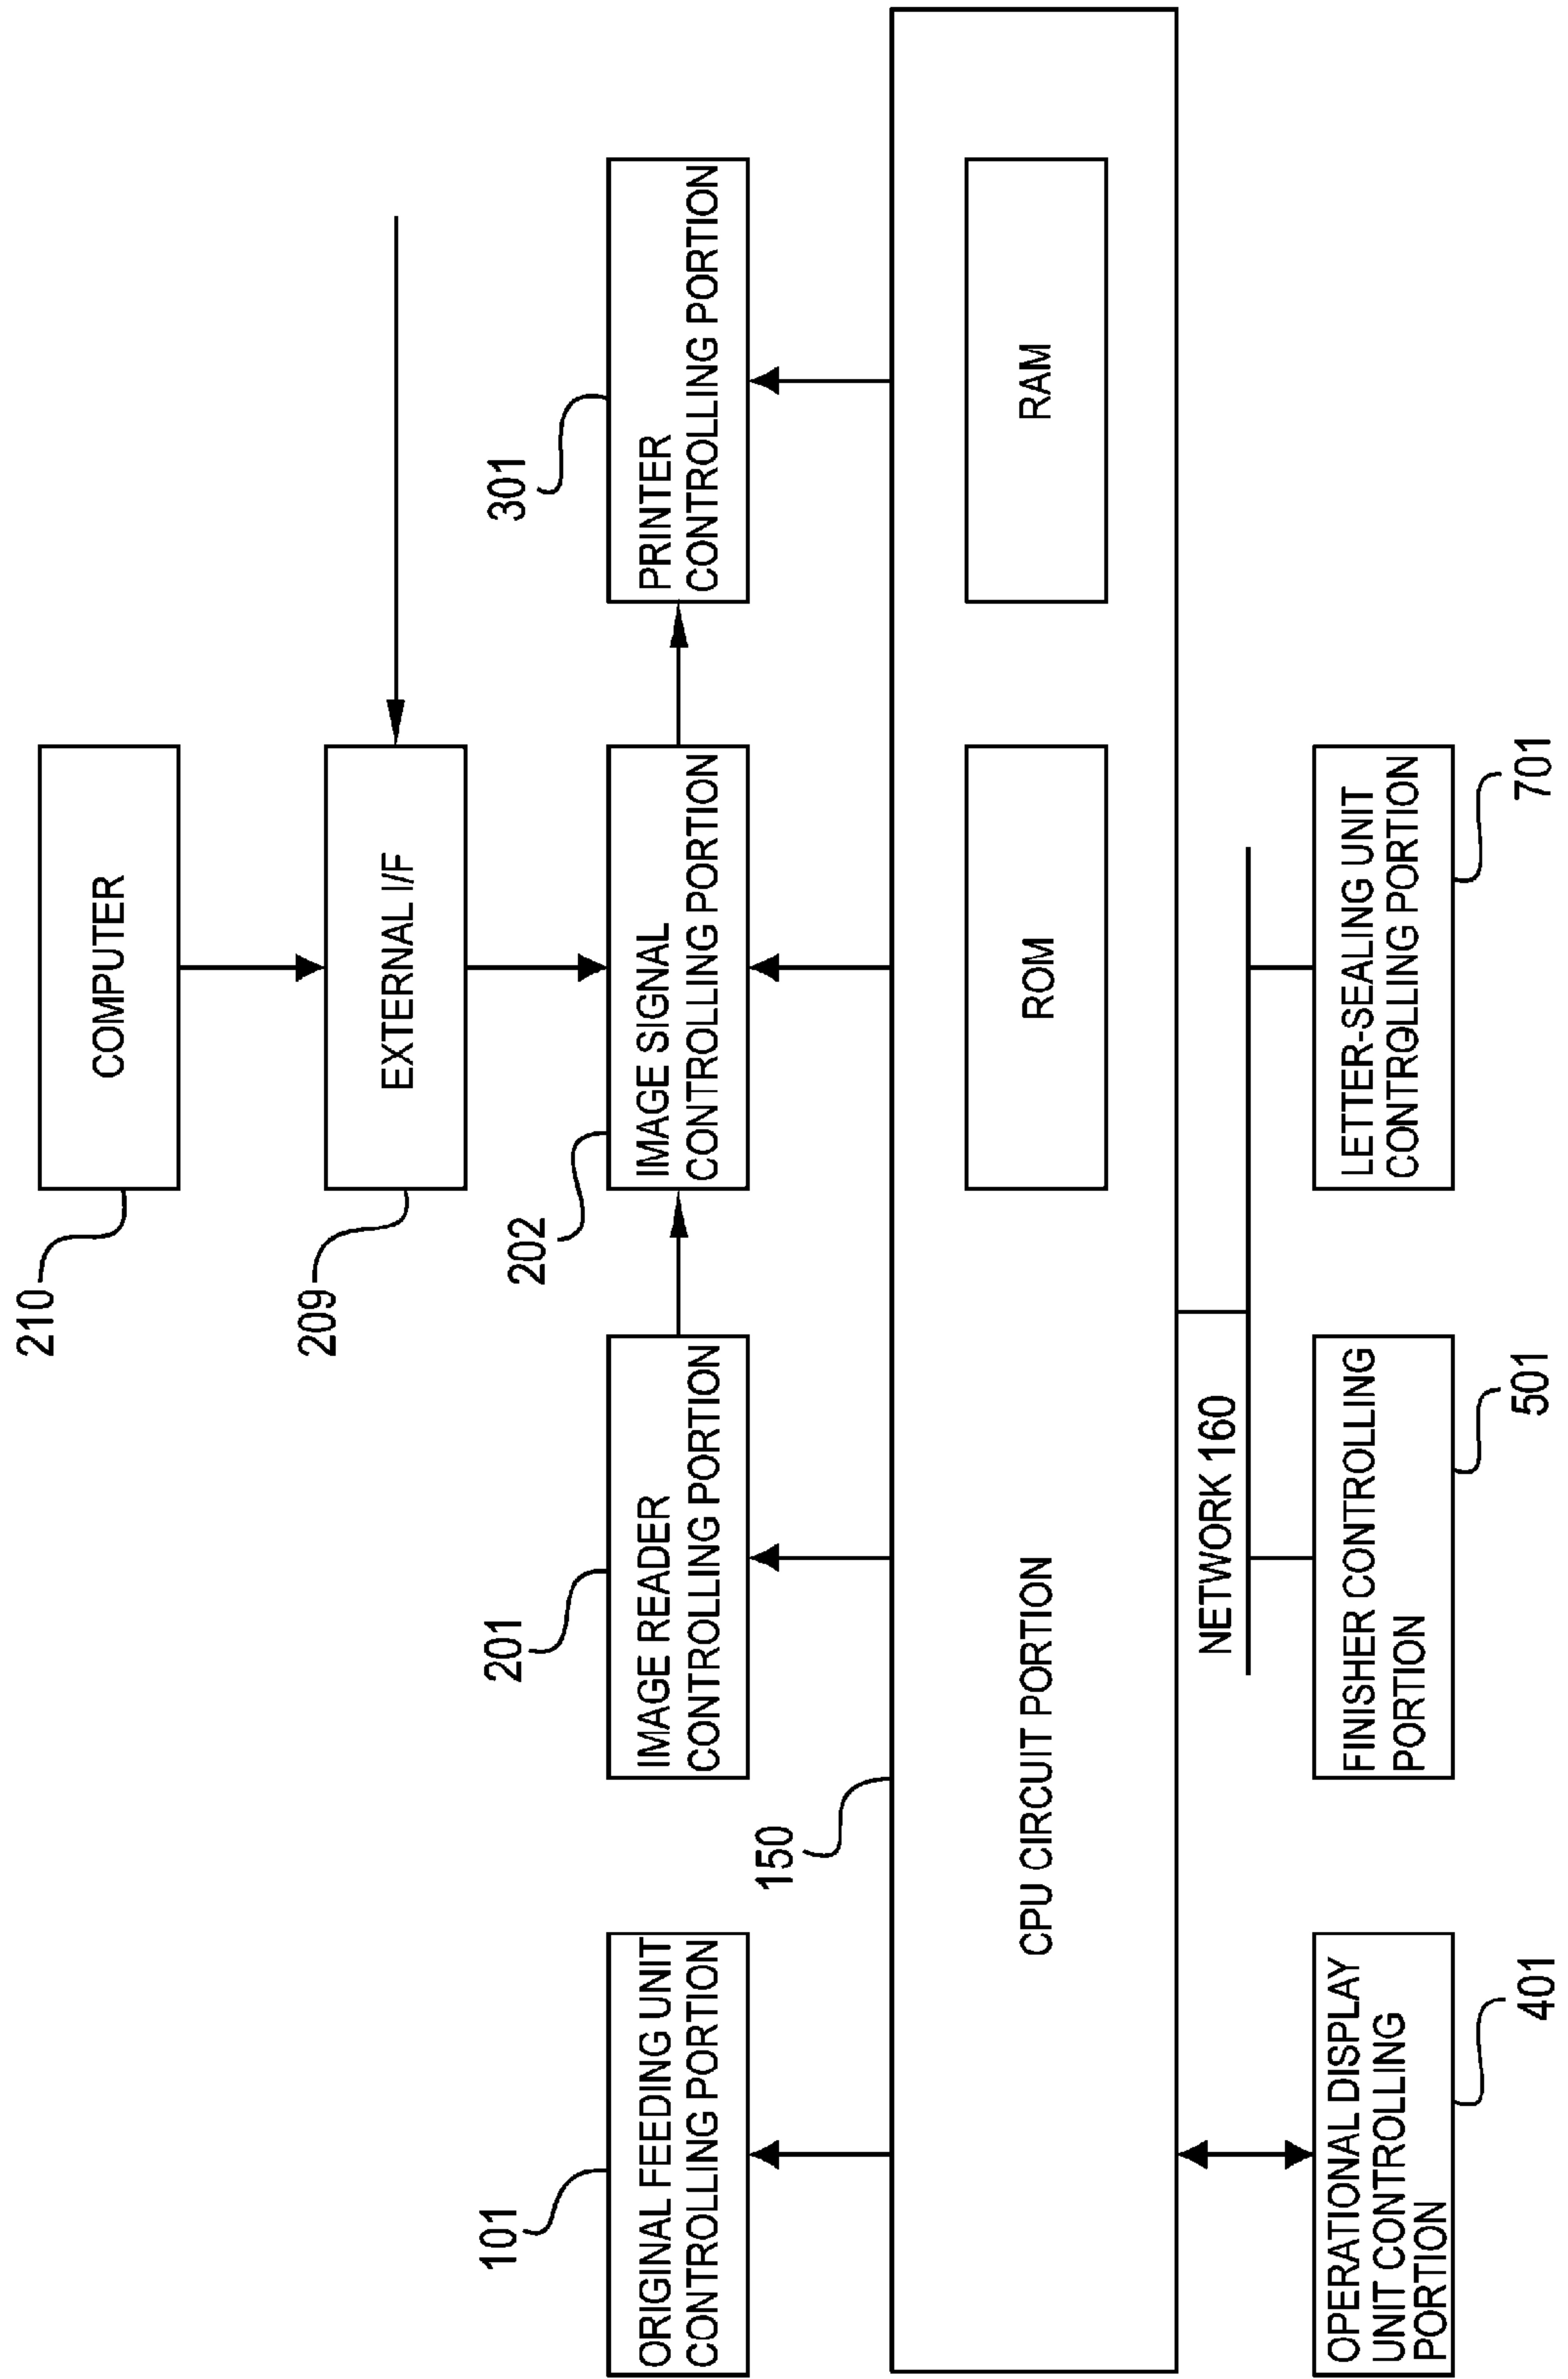 210
COMPUTER
209
EXTERNAL I/F
101
ORIGINAL FEEDING UNIT
CONTROLLING PORTION
201
IMAGE READER
CONTROLLING PORTION
202
IMAGE SIGNAL
CONTROLLING PORTION
301
PRINTER
CONTROLLING PORTION
150
CPU CIRCUIT PORTION
ROM
RAM
NETWORK 160
OPERATIONAL DISPLAY
UNIT CONTROLLING
PORTION
401
FINISHER CONTROLLING
PORTION
501
LETTER-SEALING UNIT
CONTROLLING PORTION
701